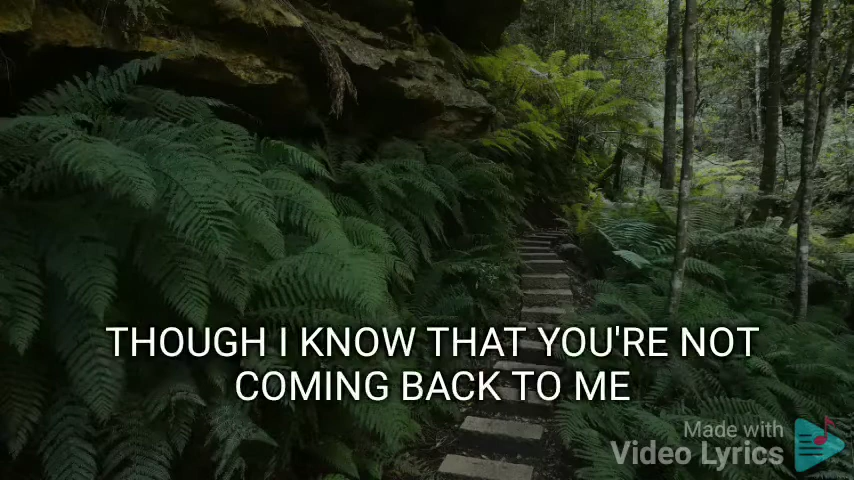 THOUGH I KNOW THAT YOU'RE NOT
COMING BACK TO ME
Made with
Video Lyrics